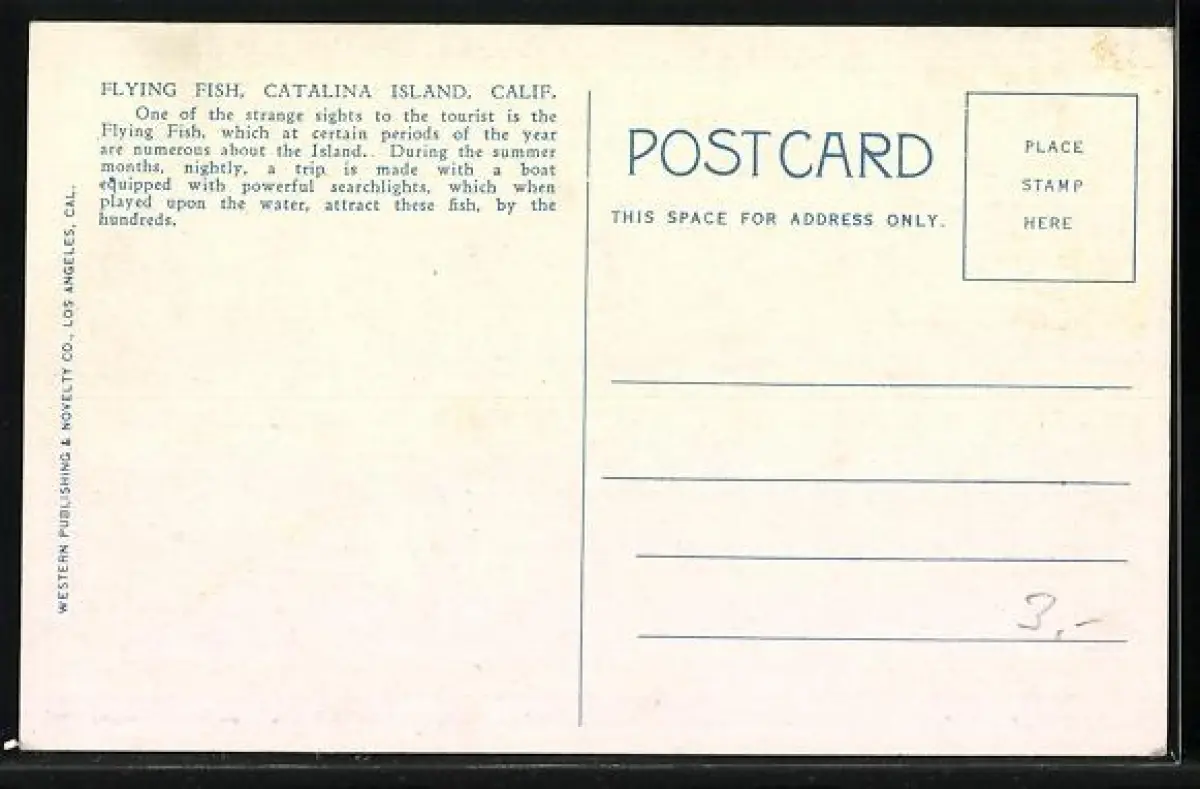 FLYING FISH, CATALINA ISLAND, CALIF.
One of the strange sights to the tourist is the
Flying Fish, which at certain periods of the year
are numerous about the Island.. During the summer
months, nightly, a trip is made with a boat
equipped with powerful searchlights, which when
played upon the water, attract these fish, by the
hundreds.
WESTERN PUBLISHING & NOVELTY CO., LOS ANGELES, CAL.
POST CARD
THIS SPACE FOR ADDRESS ONLY.
PLACE
STAMP
HERE
3,-